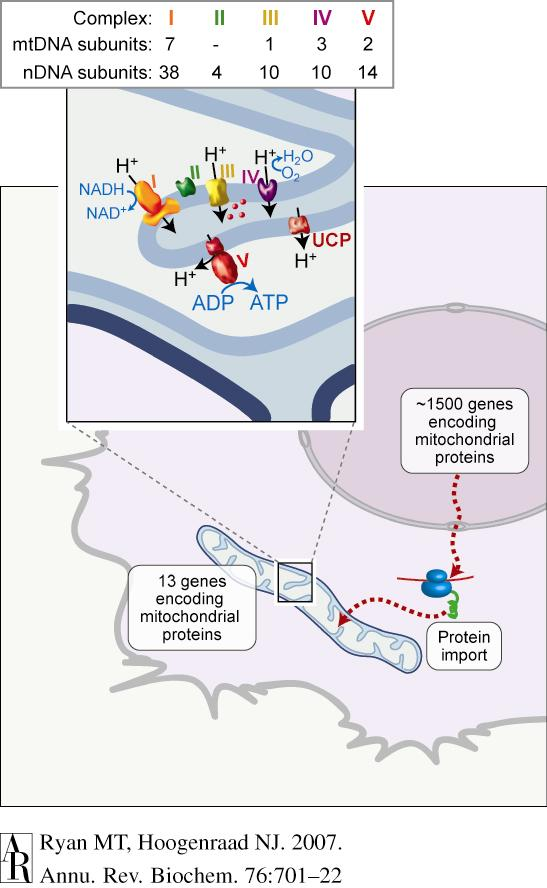 Complex: I II III IV V
mtDNA subunits: 7 - 1 3 2
nDNA subunits: 38 4 10 10 14
H+ H+ H+ H2O
O2
I II III IV
NADH
NAD+
UCP
H+
H+ V
ADP ATP
~1500 genes
encoding
mitochondrial
proteins
13 genes
encoding
mitochondrial
proteins
Protein
import
AR
Ryan MT, Hoogenraad NJ. 2007.
Annu. Rev. Biochem. 76:701–22